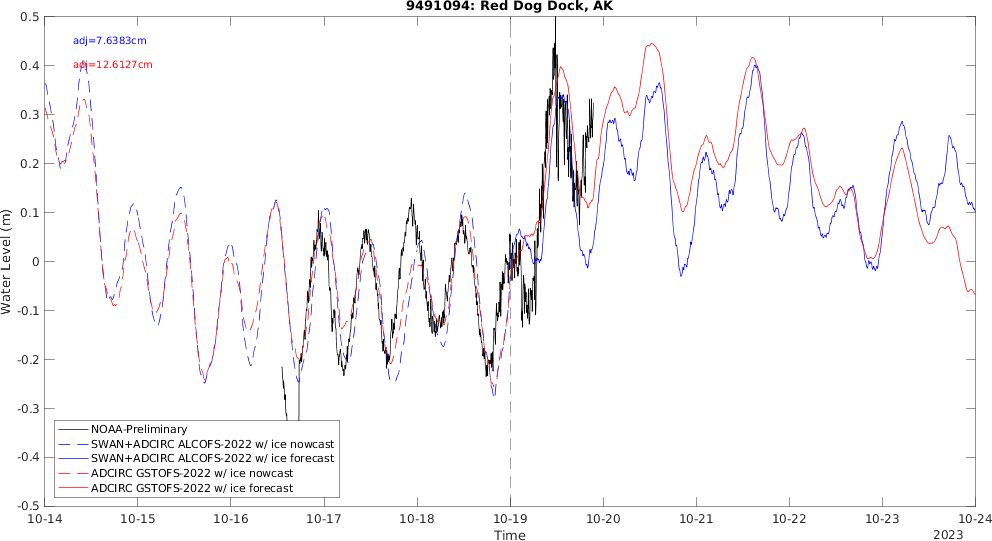 9491094: Red Dog Dock, AK
adj=7.6383cm
adj=12.6127cm
Water Level (m)
0.5
0.4
0.3
0.2
0.1
0
-0.1
-0.2
-0.3
-0.4
-0.5
NOAA-Preliminary
SWAN+ADCIRC ALCOFS-2022 w/ ice nowcast
SWAN+ADCIRC ALCOFS-2022 w/ ice forecast
ADCIRC GSTOFS-2022 w/ ice nowcast
ADCIRC GSTOFS-2022 w/ ice forecast
10-14 10-15 10-16 10-17 10-18 10-19 10-20 10-21 10-22 10-23 10-24
Time
2023